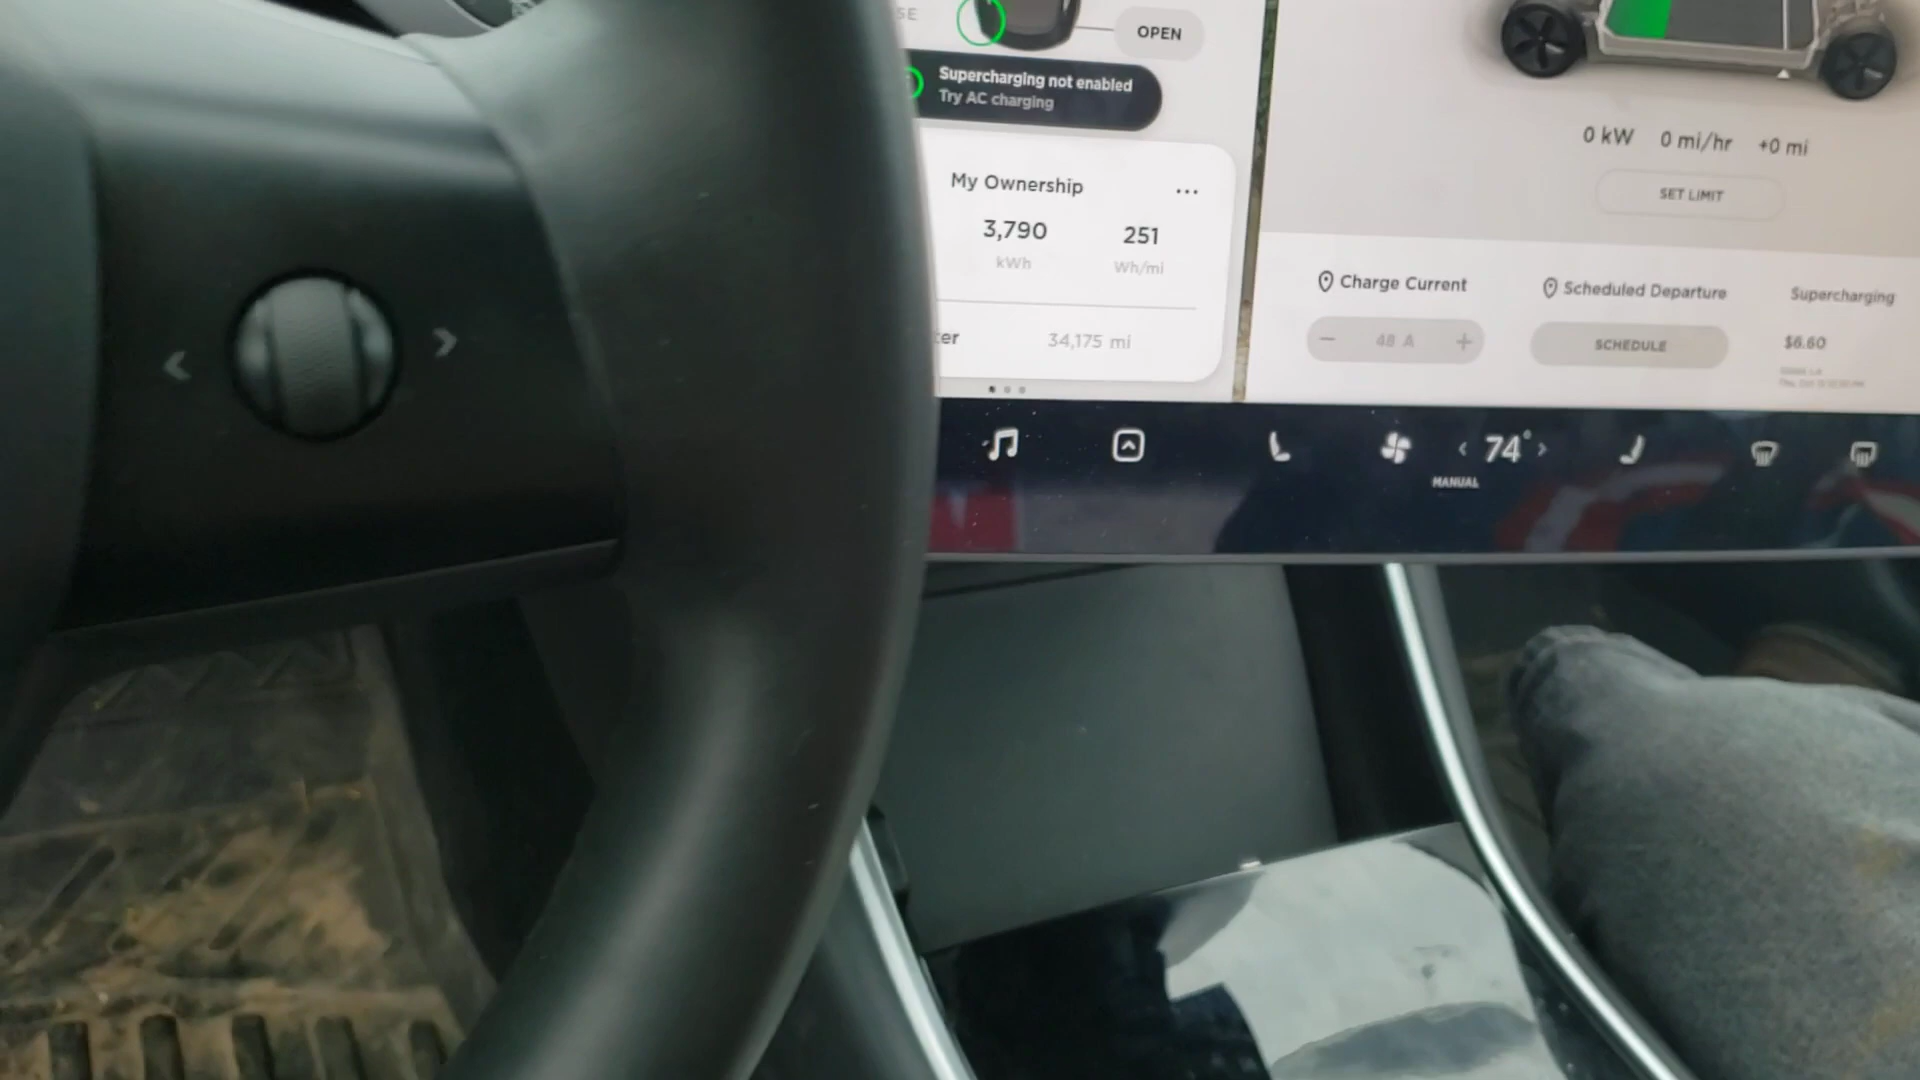 SE
OPEN
Supercharging not enabled
Try AC charging
My Ownership
...
3,790 251
kWh Wh/mi
ter 34,175 mi
0 kW 0 mi/hr +0 mi
SET LIMIT
Charge Current
− 48 A +
Scheduled Departure
SCHEDULE
Supercharging
$6.60
‹ 74° ›
MANUAL